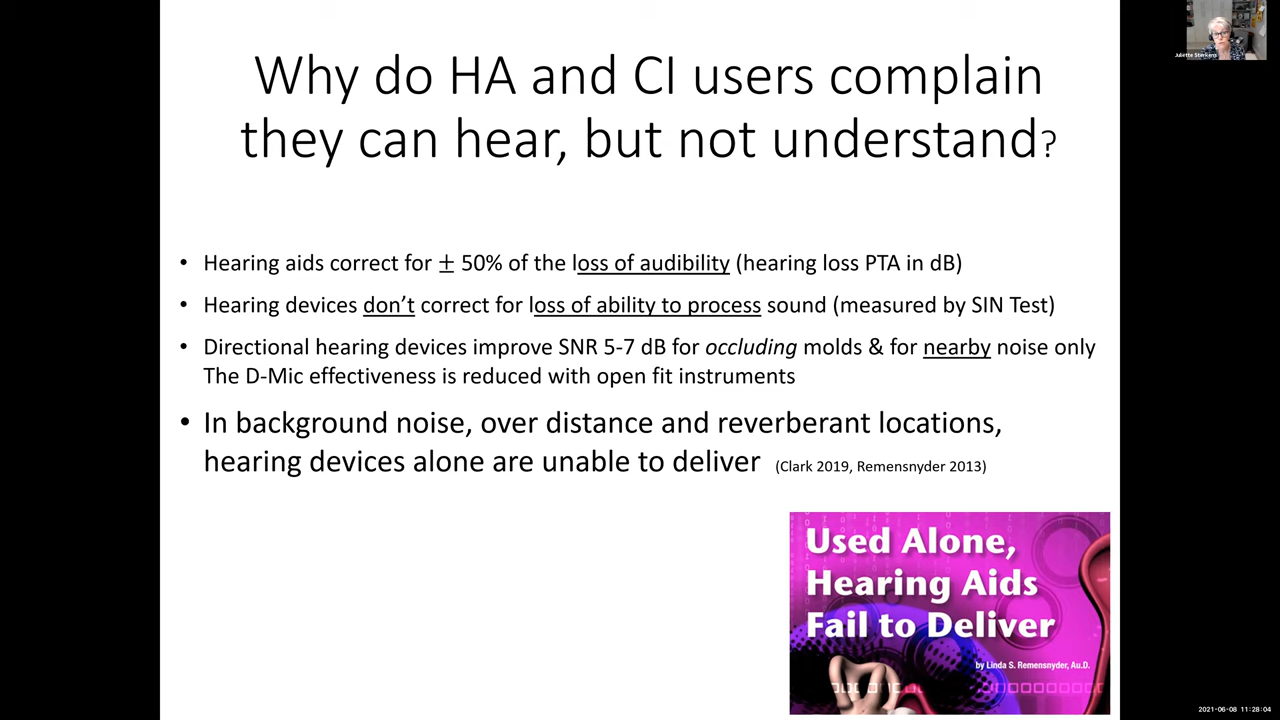 Why do HA and CI users complain
they can hear, but not understand?
• Hearing aids correct for ± 50% of the loss of audibility (hearing loss PTA in dB)
• Hearing devices don’t correct for loss of ability to process sound (measured by SIN Test)
• Directional hearing devices improve SNR 5-7 dB for occluding molds & for nearby noise only
The D-Mic effectiveness is reduced with open fit instruments
• In background noise, over distance and reverberant locations,
hearing devices alone are unable to deliver (Clark 2019, Remensnyder 2013)
Used Alone,
Hearing Aids
Fail to Deliver
by Linda S. Remensnyder, Au.D.
Juliette Sterkens
2021-06-08 11:28:04